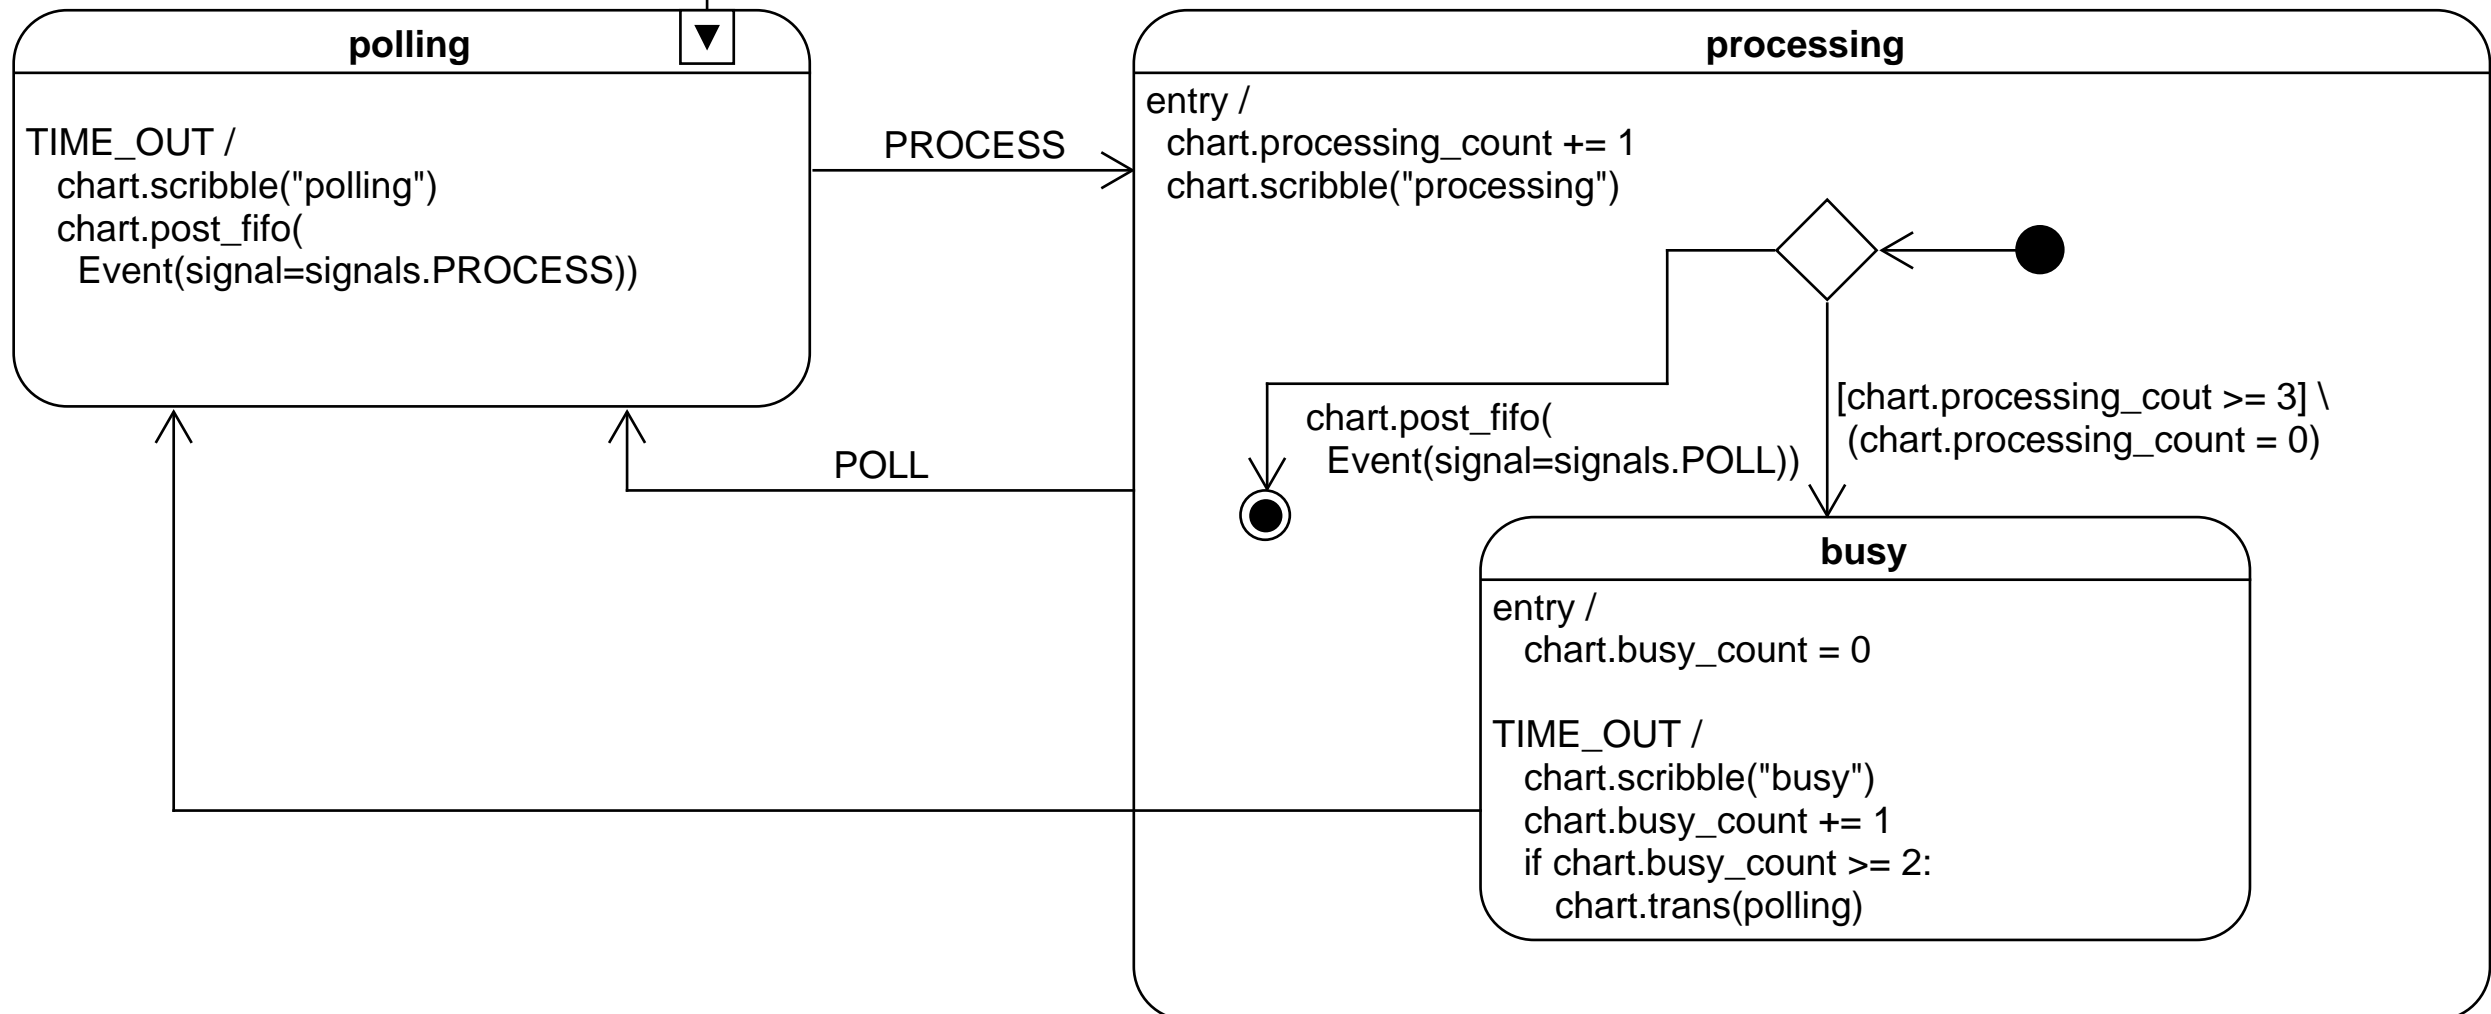 polling
TIME_OUT /
chart.scribble("polling")
chart.post_fifo(
Event(signal=signals.PROCESS))
PROCESS
POLL
processing
entry /
chart.processing_count += 1
chart.scribble("processing")
chart.post_fifo(
Event(signal=signals.POLL))
[chart.processing_cout >= 3] \
(chart.processing_count = 0)
busy
entry /
chart.busy_count = 0
TIME_OUT /
chart.scribble("busy")
chart.busy_count += 1
if chart.busy_count >= 2:
chart.trans(polling)